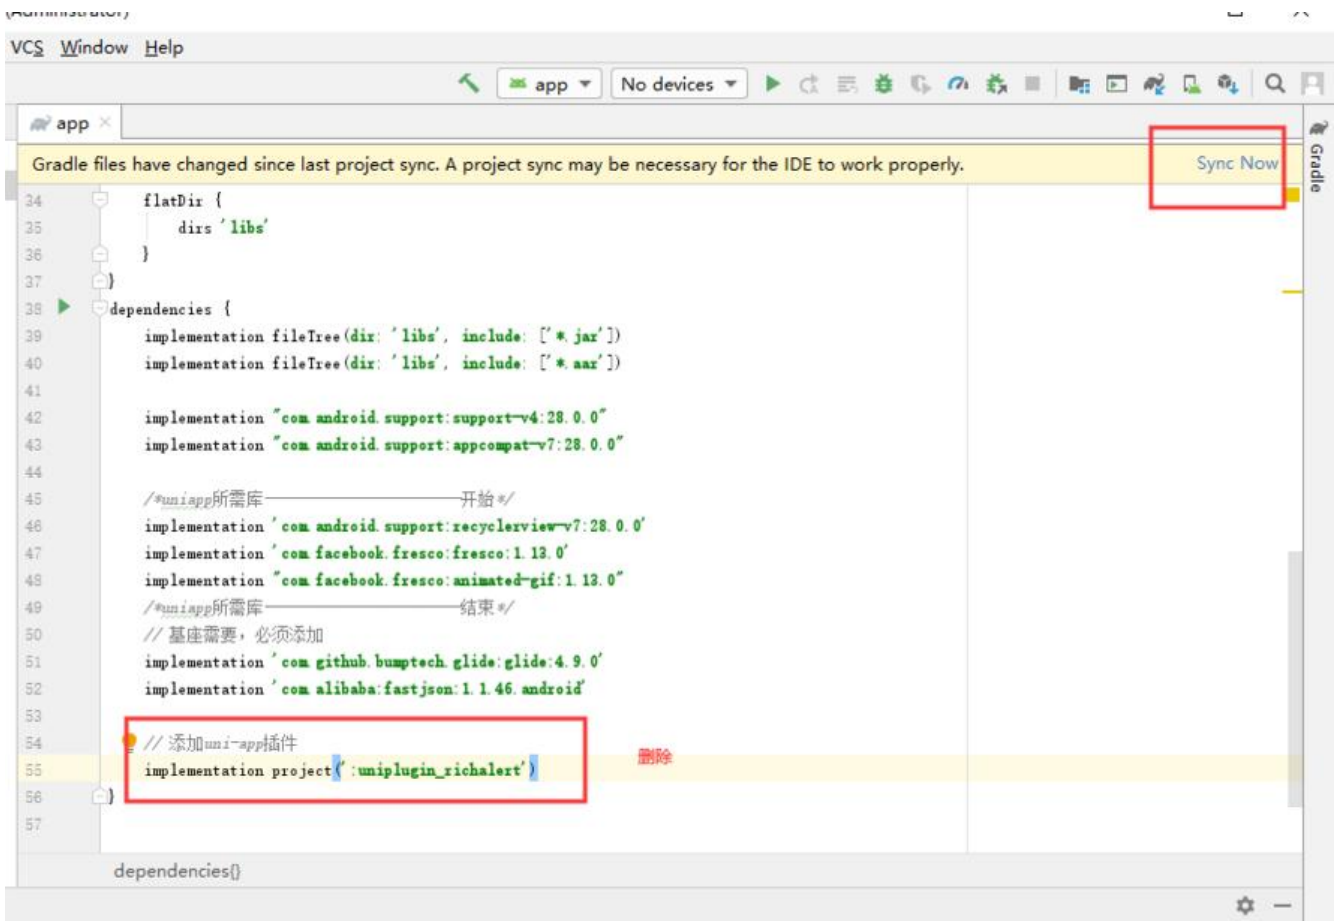 VCS Window Help
app No devices
app
Gradle files have changed since last project sync. A project sync may be necessary for the IDE to work properly. Sync Now
Gradle
34 flatDir {
35 dirs 'libs'
36 }
37 }
38 dependencies {
39 implementation fileTree(dir: 'libs', include: ['*.jar'])
40 implementation fileTree(dir: 'libs', include: ['*.aar'])
41
42 implementation "com.android.support:support-v4:28.0.0"
43 implementation "com.android.support:appcompat-v7:28.0.0"
44
45 /*uniapp所需库-----------------------开始*/
46 implementation 'com.android.support:recyclerview-v7:28.0.0'
47 implementation 'com.facebook.fresco:fresco:1.13.0'
48 implementation "com.facebook.fresco:animated-gif:1.13.0"
49 /*uniapp所需库-----------------------结束*/
50 // 基座需要，必须添加
51 implementation 'com.github.bumptech.glide:glide:4.9.0'
52 implementation 'com.alibaba:fastjson:1.1.46.android'
53
54 // 添加uni-app插件
55 implementation project(':uniplugin_richalert')
删除
56 }
57
dependencies{}